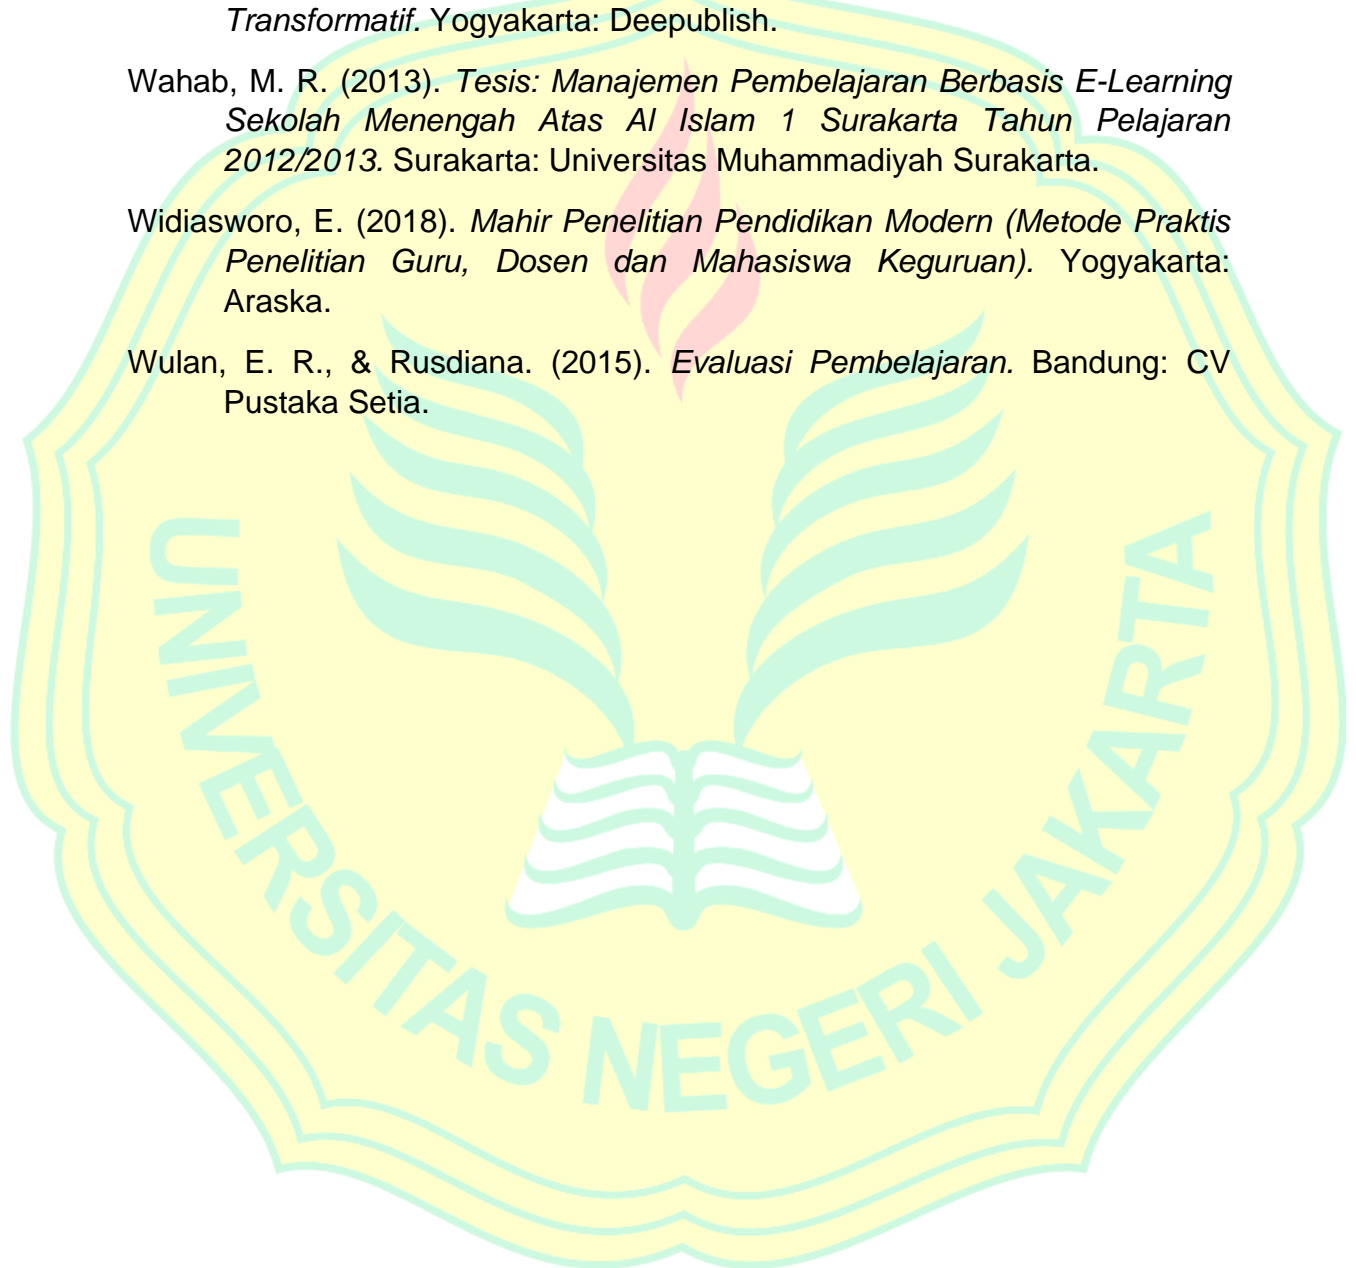 Transformatif. Yogyakarta: Deepublish.
Wahab, M. R. (2013). Tesis: Manajemen Pembelajaran Berbasis E-Learning
Sekolah Menengah Atas Al Islam 1 Surakarta Tahun Pelajaran
2012/2013. Surakarta: Universitas Muhammadiyah Surakarta.
Widiasworo, E. (2018). Mahir Penelitian Pendidikan Modern (Metode Praktis
Penelitian Guru, Dosen dan Mahasiswa Keguruan). Yogyakarta:
Araska.
Wulan, E. R., & Rusdiana. (2015). Evaluasi Pembelajaran. Bandung: CV
Pustaka Setia.
UNIVERSITAS NEGERI JAKARTA